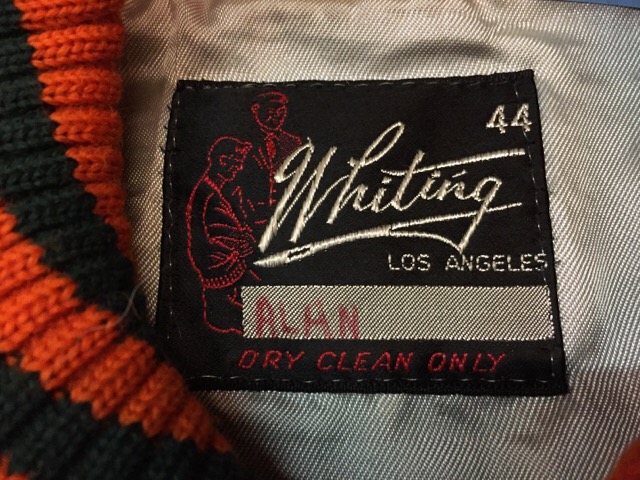 44
Whiting
LOS ANGELES
ALAN
DRY CLEAN ONLY